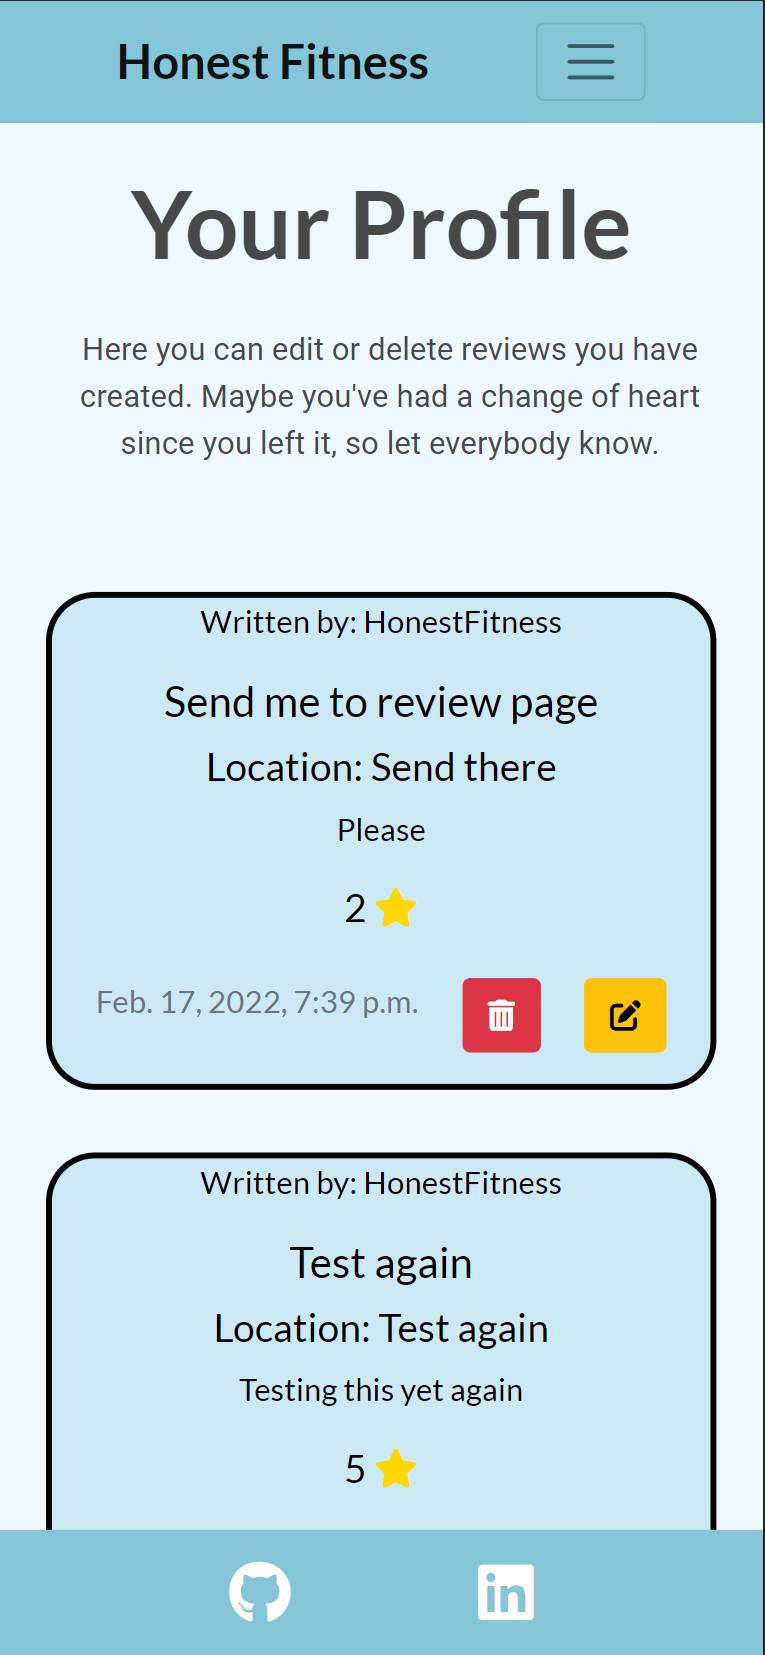 Honest Fitness
Your Profile
Here you can edit or delete reviews you have
created. Maybe you've had a change of heart
since you left it, so let everybody know.
Written by: HonestFitness
Send me to review page
Location: Send there
Please
2
Feb. 17, 2022, 7:39 p.m.
Written by: HonestFitness
Test again
Location: Test again
Testing this yet again
5
in